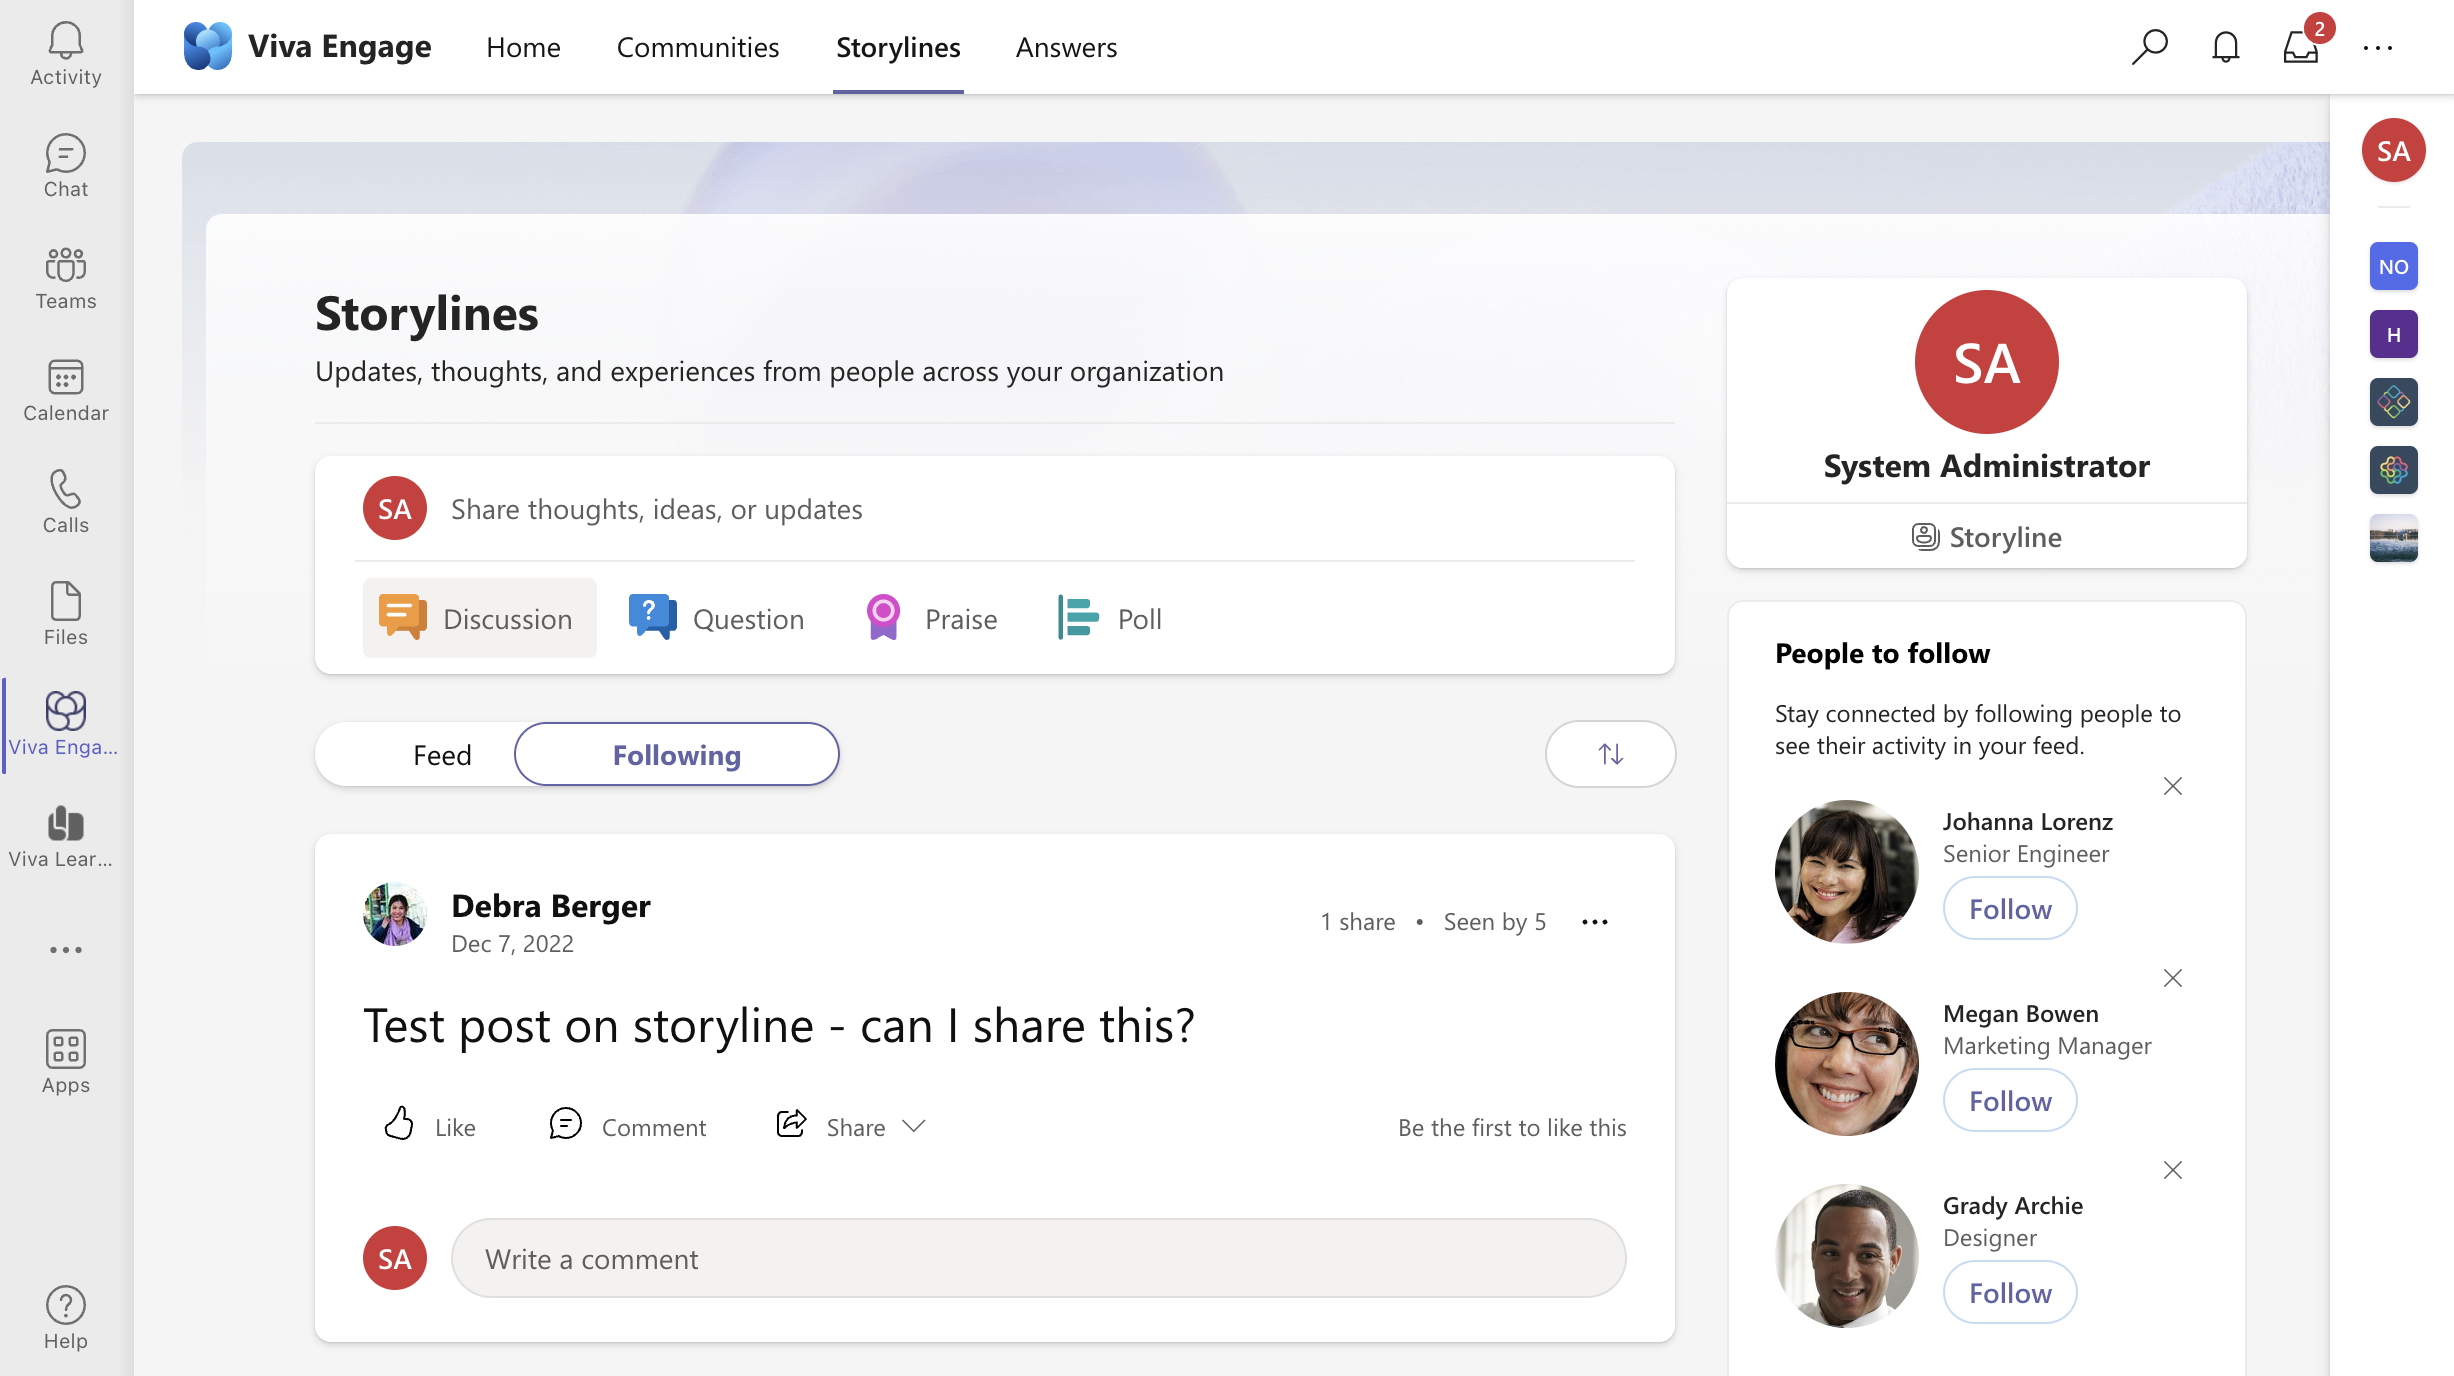 Activity
Chat
Teams
Calendar
Calls
Files
Viva Enga...
Viva Lear...
Apps
Help
Viva Engage
Home
Communities
Storylines
Answers
2
Storylines
Updates, thoughts, and experiences from people across your organization
SA
Share thoughts, ideas, or updates
Discussion
Question
Praise
Poll
Feed
Following
Debra Berger
Dec 7, 2022
1 share • Seen by 5
Test post on storyline - can I share this?
Like
Comment
Share
Be the first to like this
SA
Write a comment
SA
System Administrator
Storyline
People to follow
Stay connected by following people to
see their activity in your feed.
Johanna Lorenz
Senior Engineer
Follow
Megan Bowen
Marketing Manager
Follow
Grady Archie
Designer
Follow
SA
NO
H